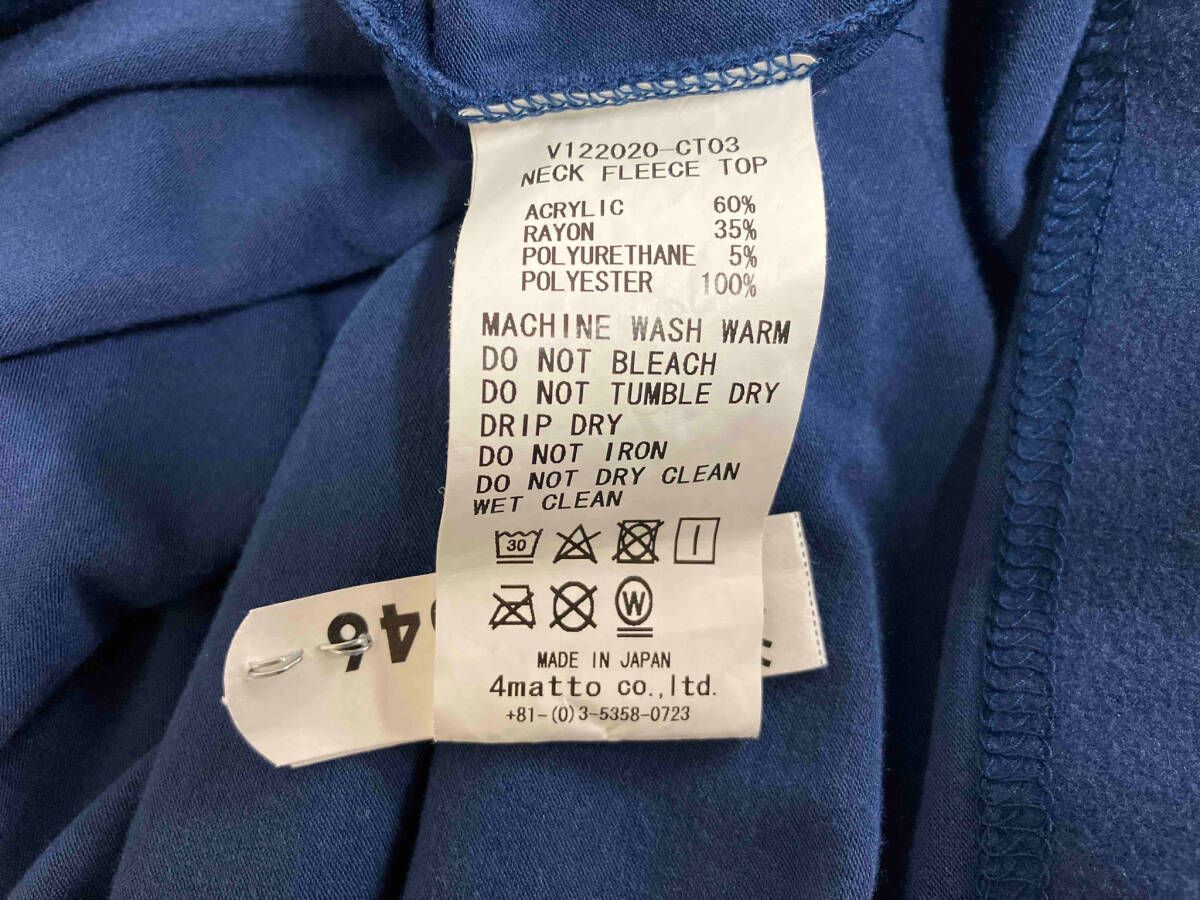 V122020-CT03
NECK FLEECE TOP
ACRYLIC 60%
RAYON 35%
POLYURETHANE 5%
POLYESTER 100%
MACHINE WASH WARM
DO NOT BLEACH
DO NOT TUMBLE DRY
DRIP DRY
DO NOT IRON
DO NOT DRY CLEAN
WET CLEAN
30
W
MADE IN JAPAN
4matto co.,ltd.
+81-(0)3-5358-0723